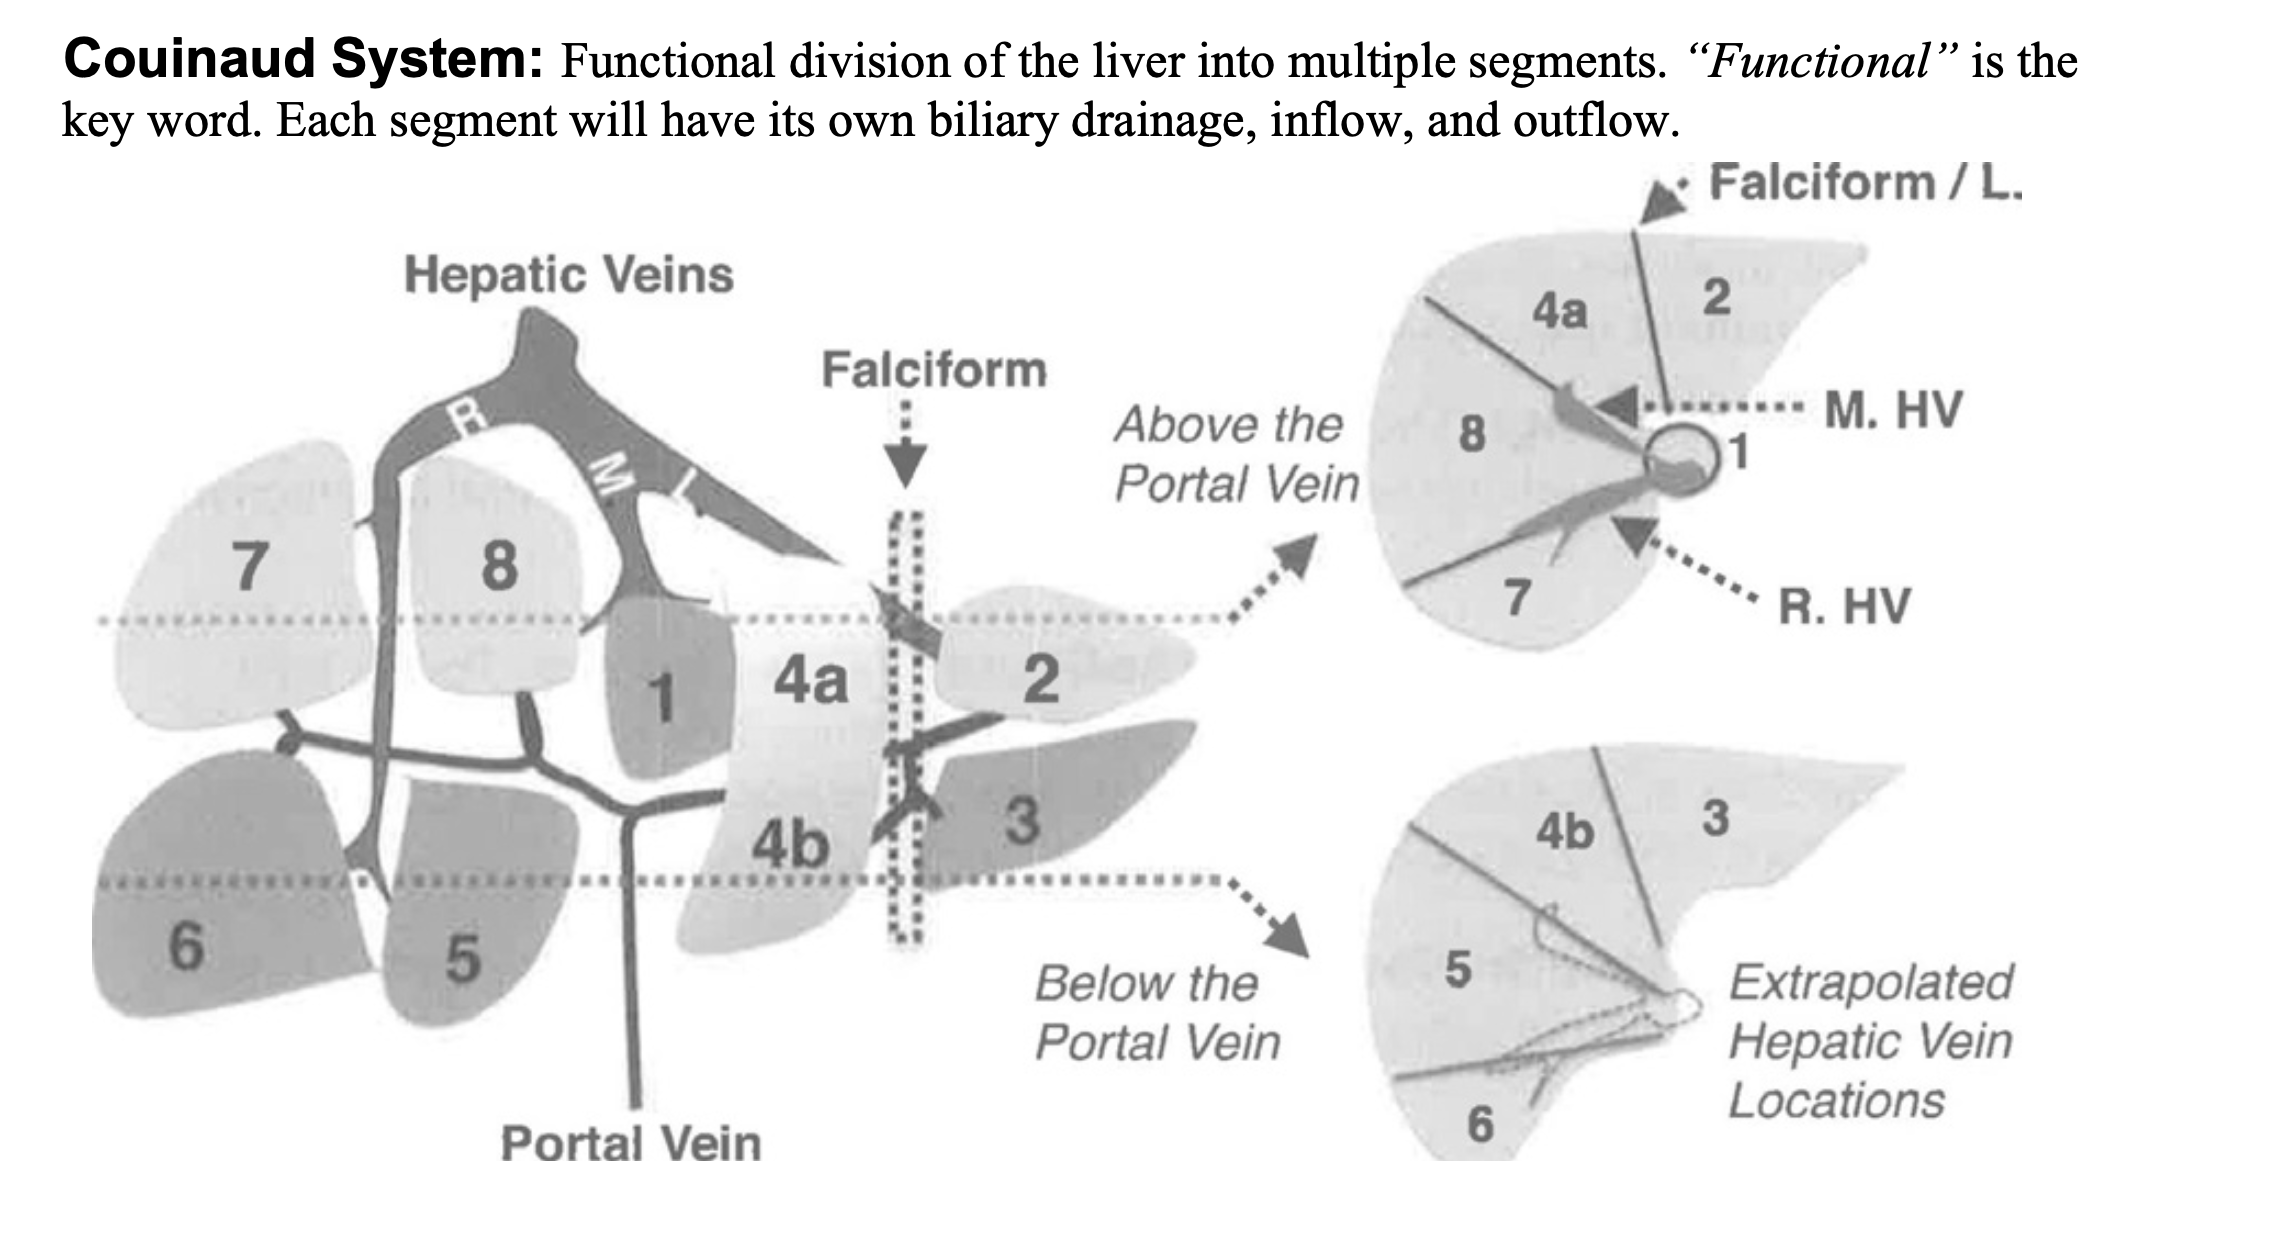 Couinaud System: Functional division of the liver into multiple segments. “Functional” is the
key word. Each segment will have its own biliary drainage, inflow, and outflow.
Hepatic Veins
R
M
L
Falciform
7
8
1
4a
2
4b
3
6
5
Portal Vein
Above the
Portal Vein
Falciform / L.
4a
2
8
M. HV
1
7
R. HV
Below the
Portal Vein
4b
3
5
6
Extrapolated
Hepatic Vein
Locations